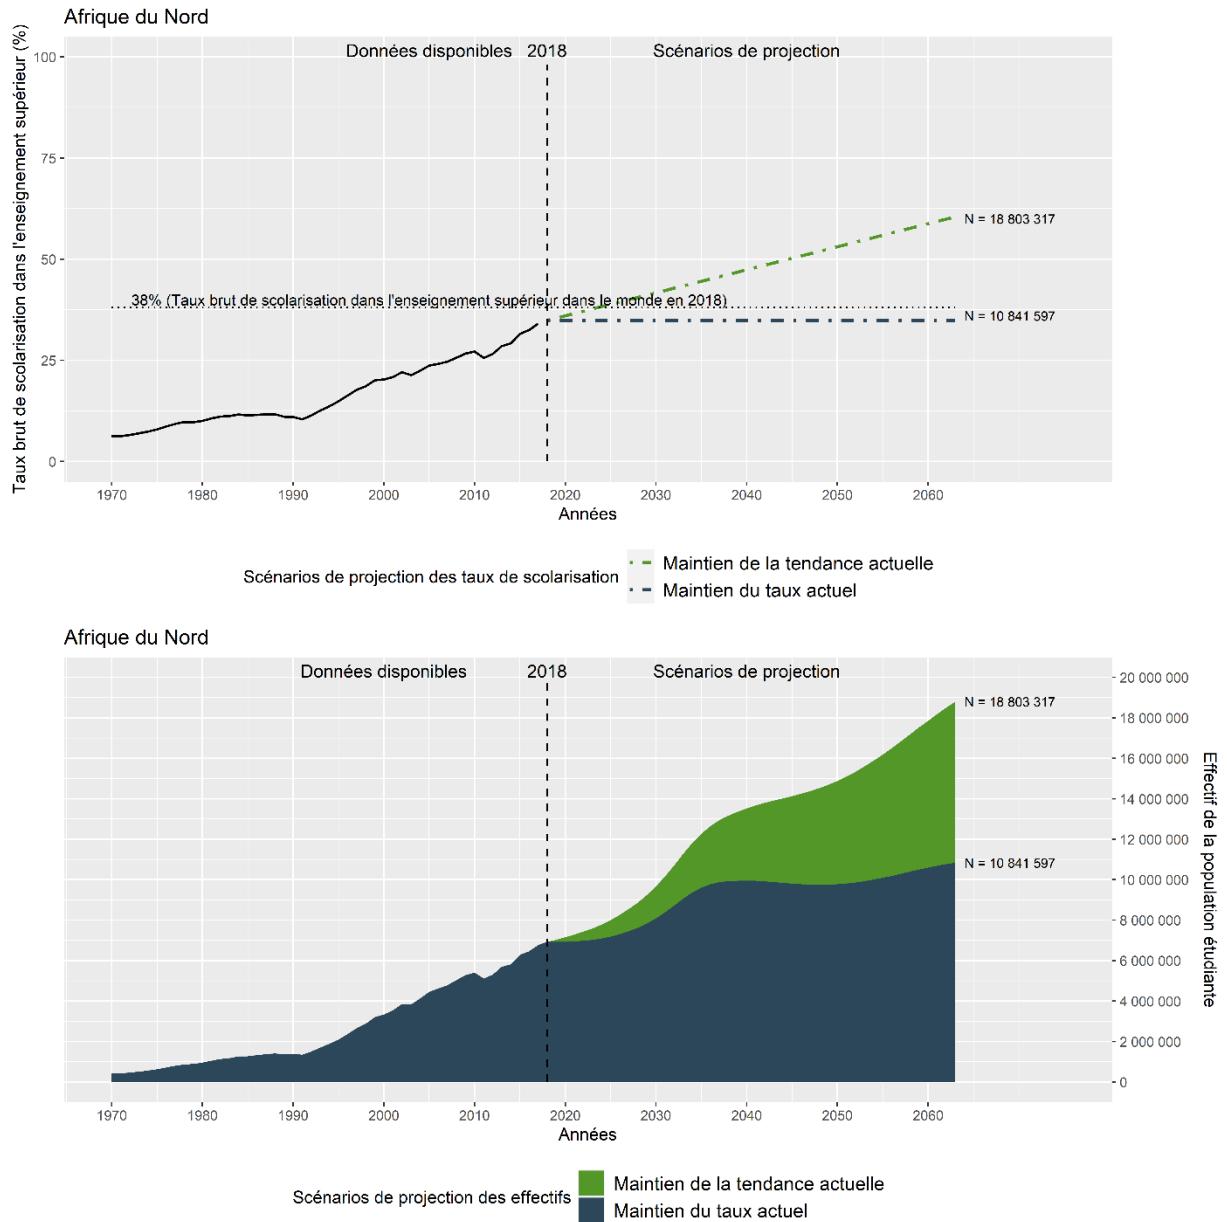 Afrique du Nord
Données disponibles 2018 Scénarios de projection
Taux brut de scolarisation dans l'enseignement supérieur (%)
100
75
50
25
0
N = 18 803 317
38% (Taux brut de scolarisation dans l'enseignement supérieur dans le monde en 2018)
N = 10 841 597
1970 1980 1990 2000 2010 2020 2030 2040 2050 2060
Années
Scénarios de projection des taux de scolarisation
Maintien de la tendance actuelle
Maintien du taux actuel
Afrique du Nord
Données disponibles 2018 Scénarios de projection
N = 18 803 317
N = 10 841 597
20 000 000
18 000 000
16 000 000
14 000 000
12 000 000
10 000 000
8 000 000
6 000 000
4 000 000
2 000 000
0
Effectif de la population étudiante
1970 1980 1990 2000 2010 2020 2030 2040 2050 2060
Années
Scénarios de projection des effectifs
Maintien de la tendance actuelle
Maintien du taux actuel